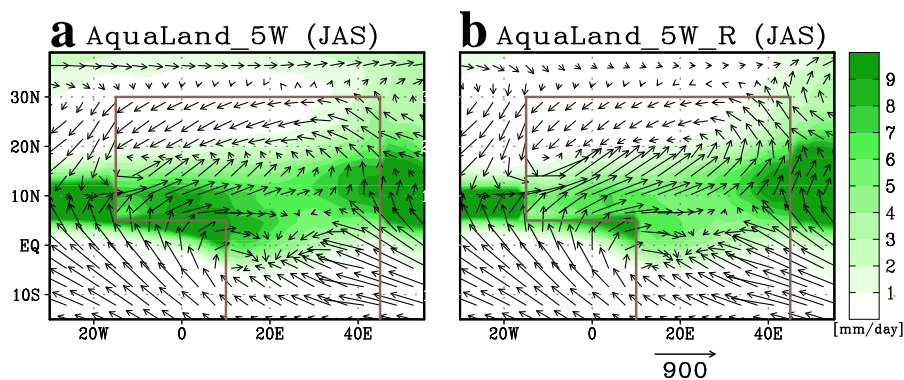 a AquaLand_5W (JAS)
b AquaLand_5W_R (JAS)
30N
20N
10N
EQ
10S
20W 0 20E 40E
20W 0 20E 40E
9
8
7
6
5
4
3
2
1
[mm/day]
900